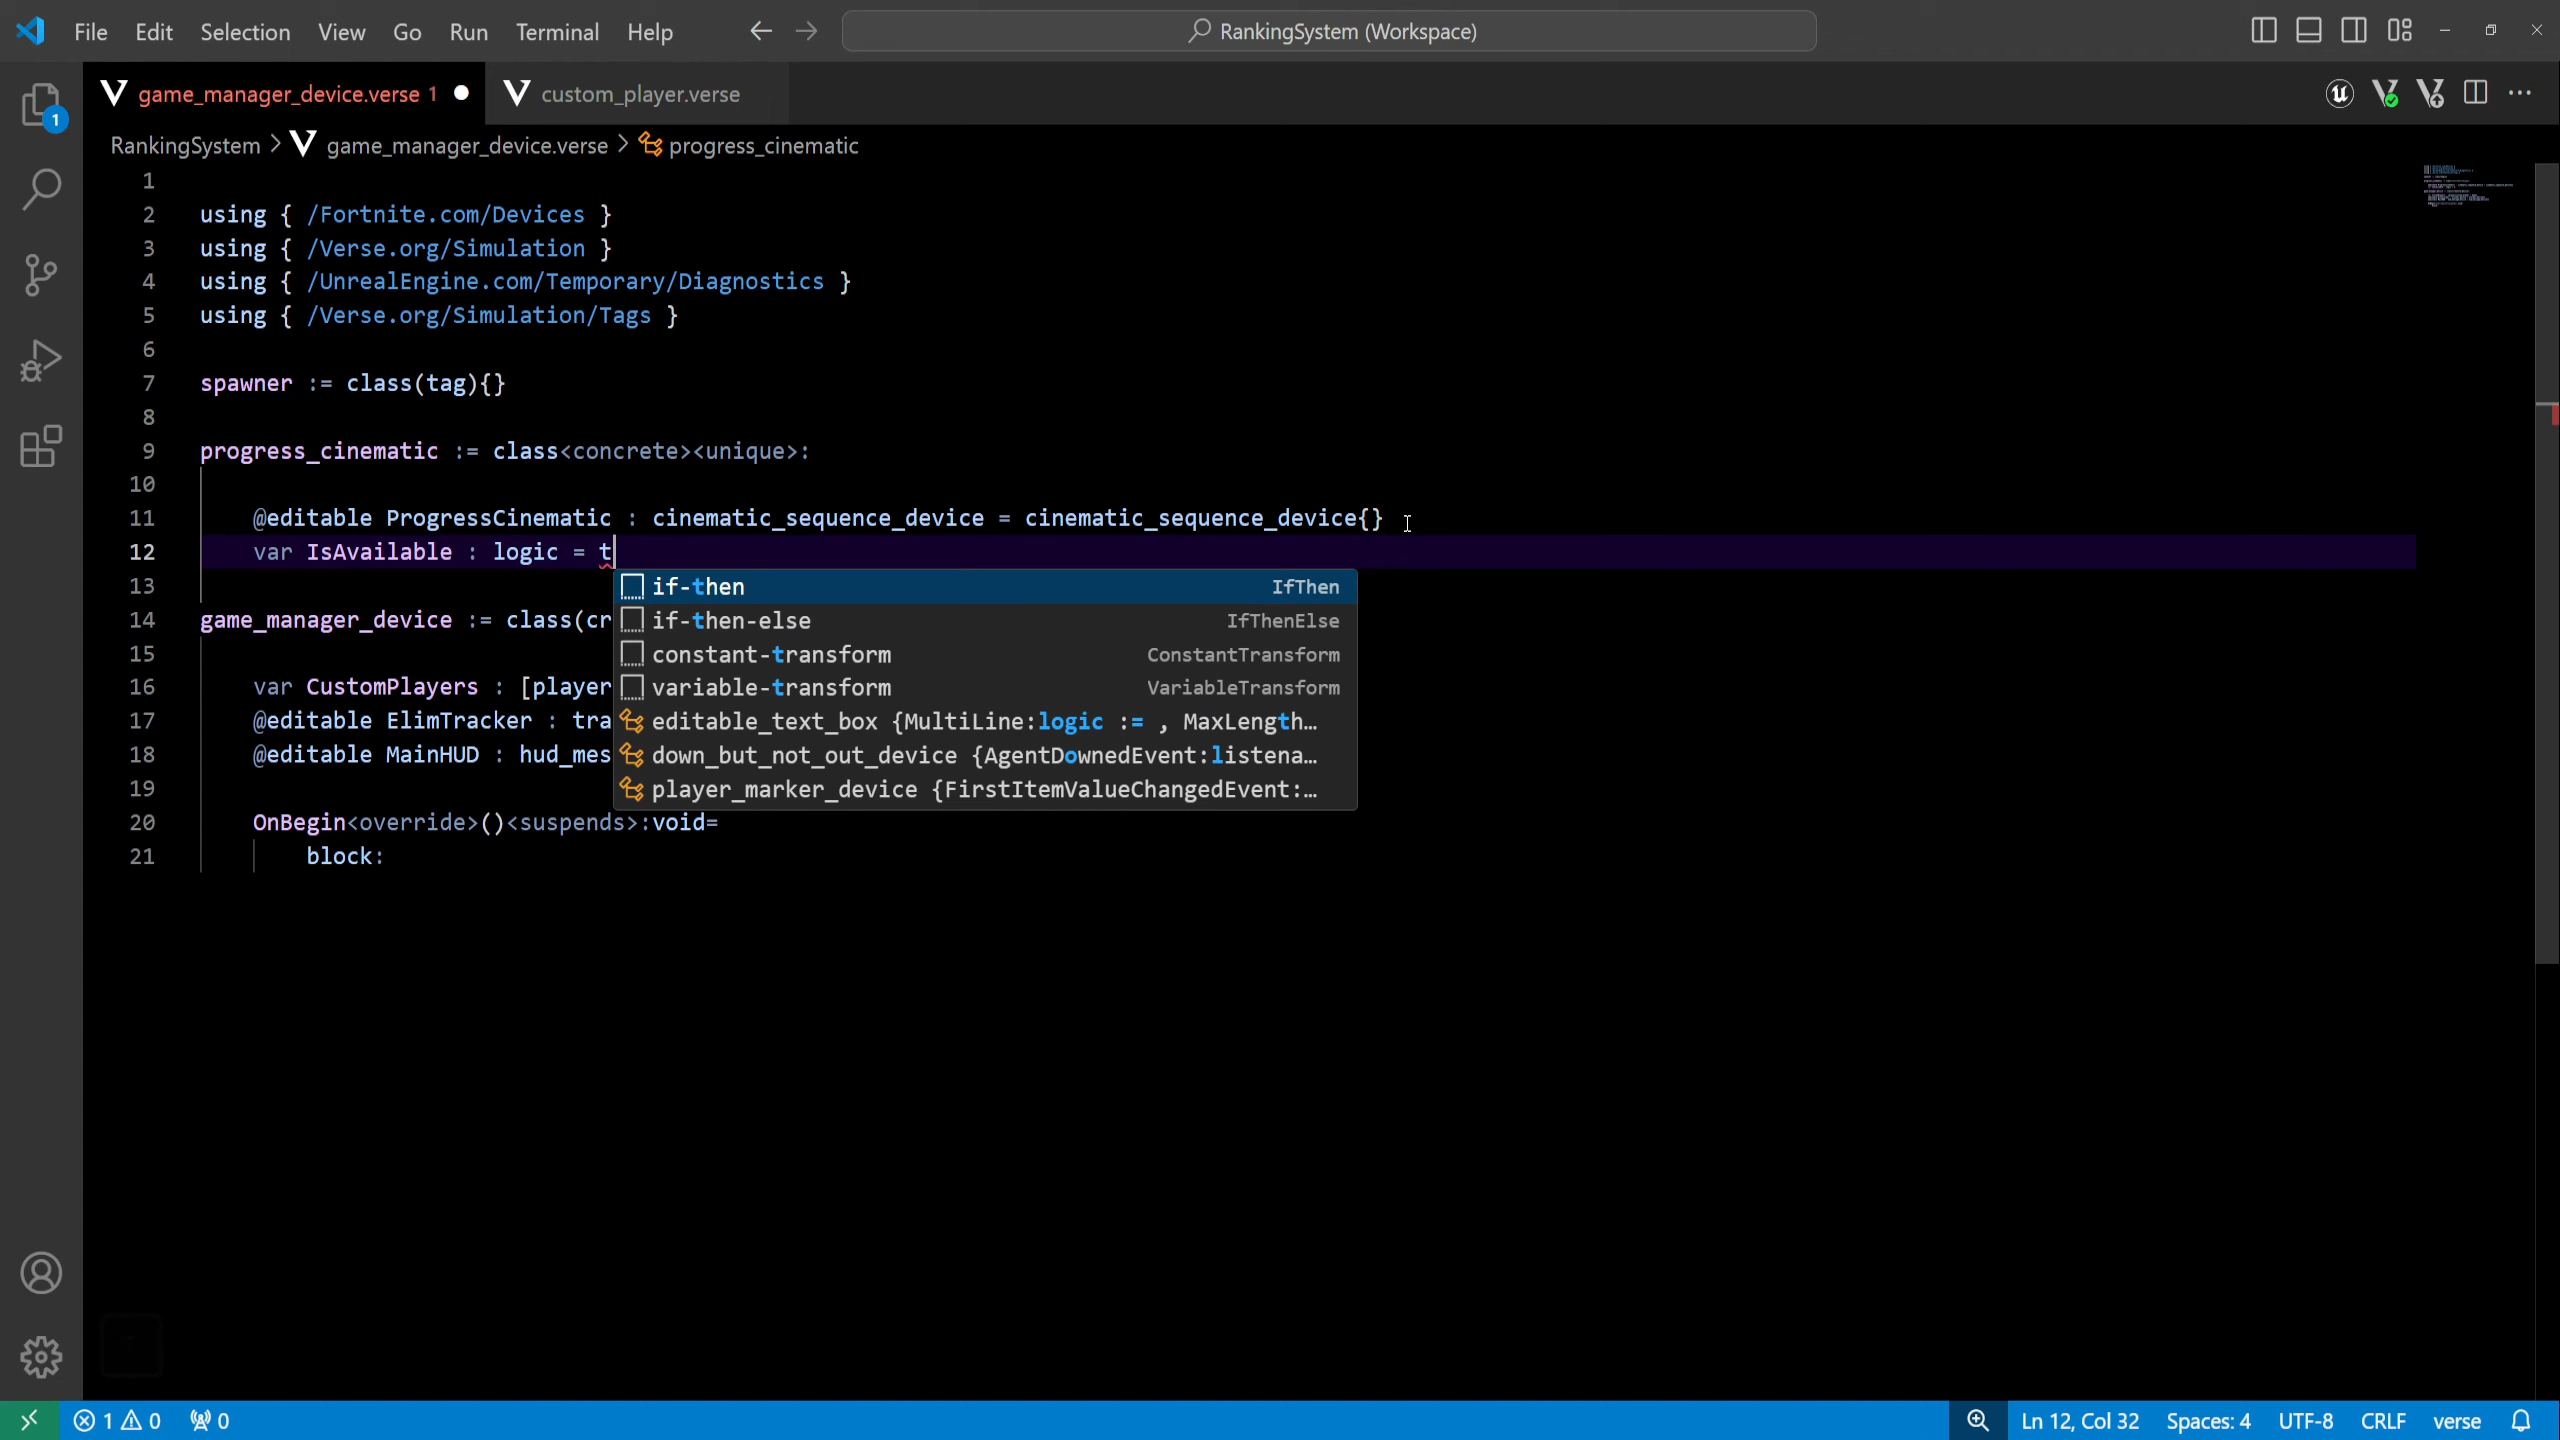 File Edit Selection View Go Run Terminal Help
RankingSystem (Workspace)
game_manager_device.verse 1
custom_player.verse
RankingSystem > game_manager_device.verse > progress_cinematic
1
2 using { /Fortnite.com/Devices }
3 using { /Verse.org/Simulation }
4 using { /UnrealEngine.com/Temporary/Diagnostics }
5 using { /Verse.org/Simulation/Tags }
6
7 spawner := class(tag){}
8
9 progress_cinematic := class<concrete><unique>:
10
11 @editable ProgressCinematic : cinematic_sequence_device = cinematic_sequence_device{}
12 var IsAvailable : logic = t
13 if-then IfThen
14 game_manager_device := class(cr if-then-else IfThenElse
15 constant-transform ConstantTransform
16 var CustomPlayers : [player variable-transform VariableTransform
17 @editable ElimTracker : tra editable_text_box {MultiLine:logic := , MaxLength…
18 @editable MainHUD : hud_mes down_but_not_out_device {AgentDownedEvent:listena…
19 player_marker_device {FirstItemValueChangedEvent:…
20 OnBegin<override>()<suspends>:void=
21 block:
1
1 0 0 Ln 12, Col 32 Spaces: 4 UTF-8 CRLF verse